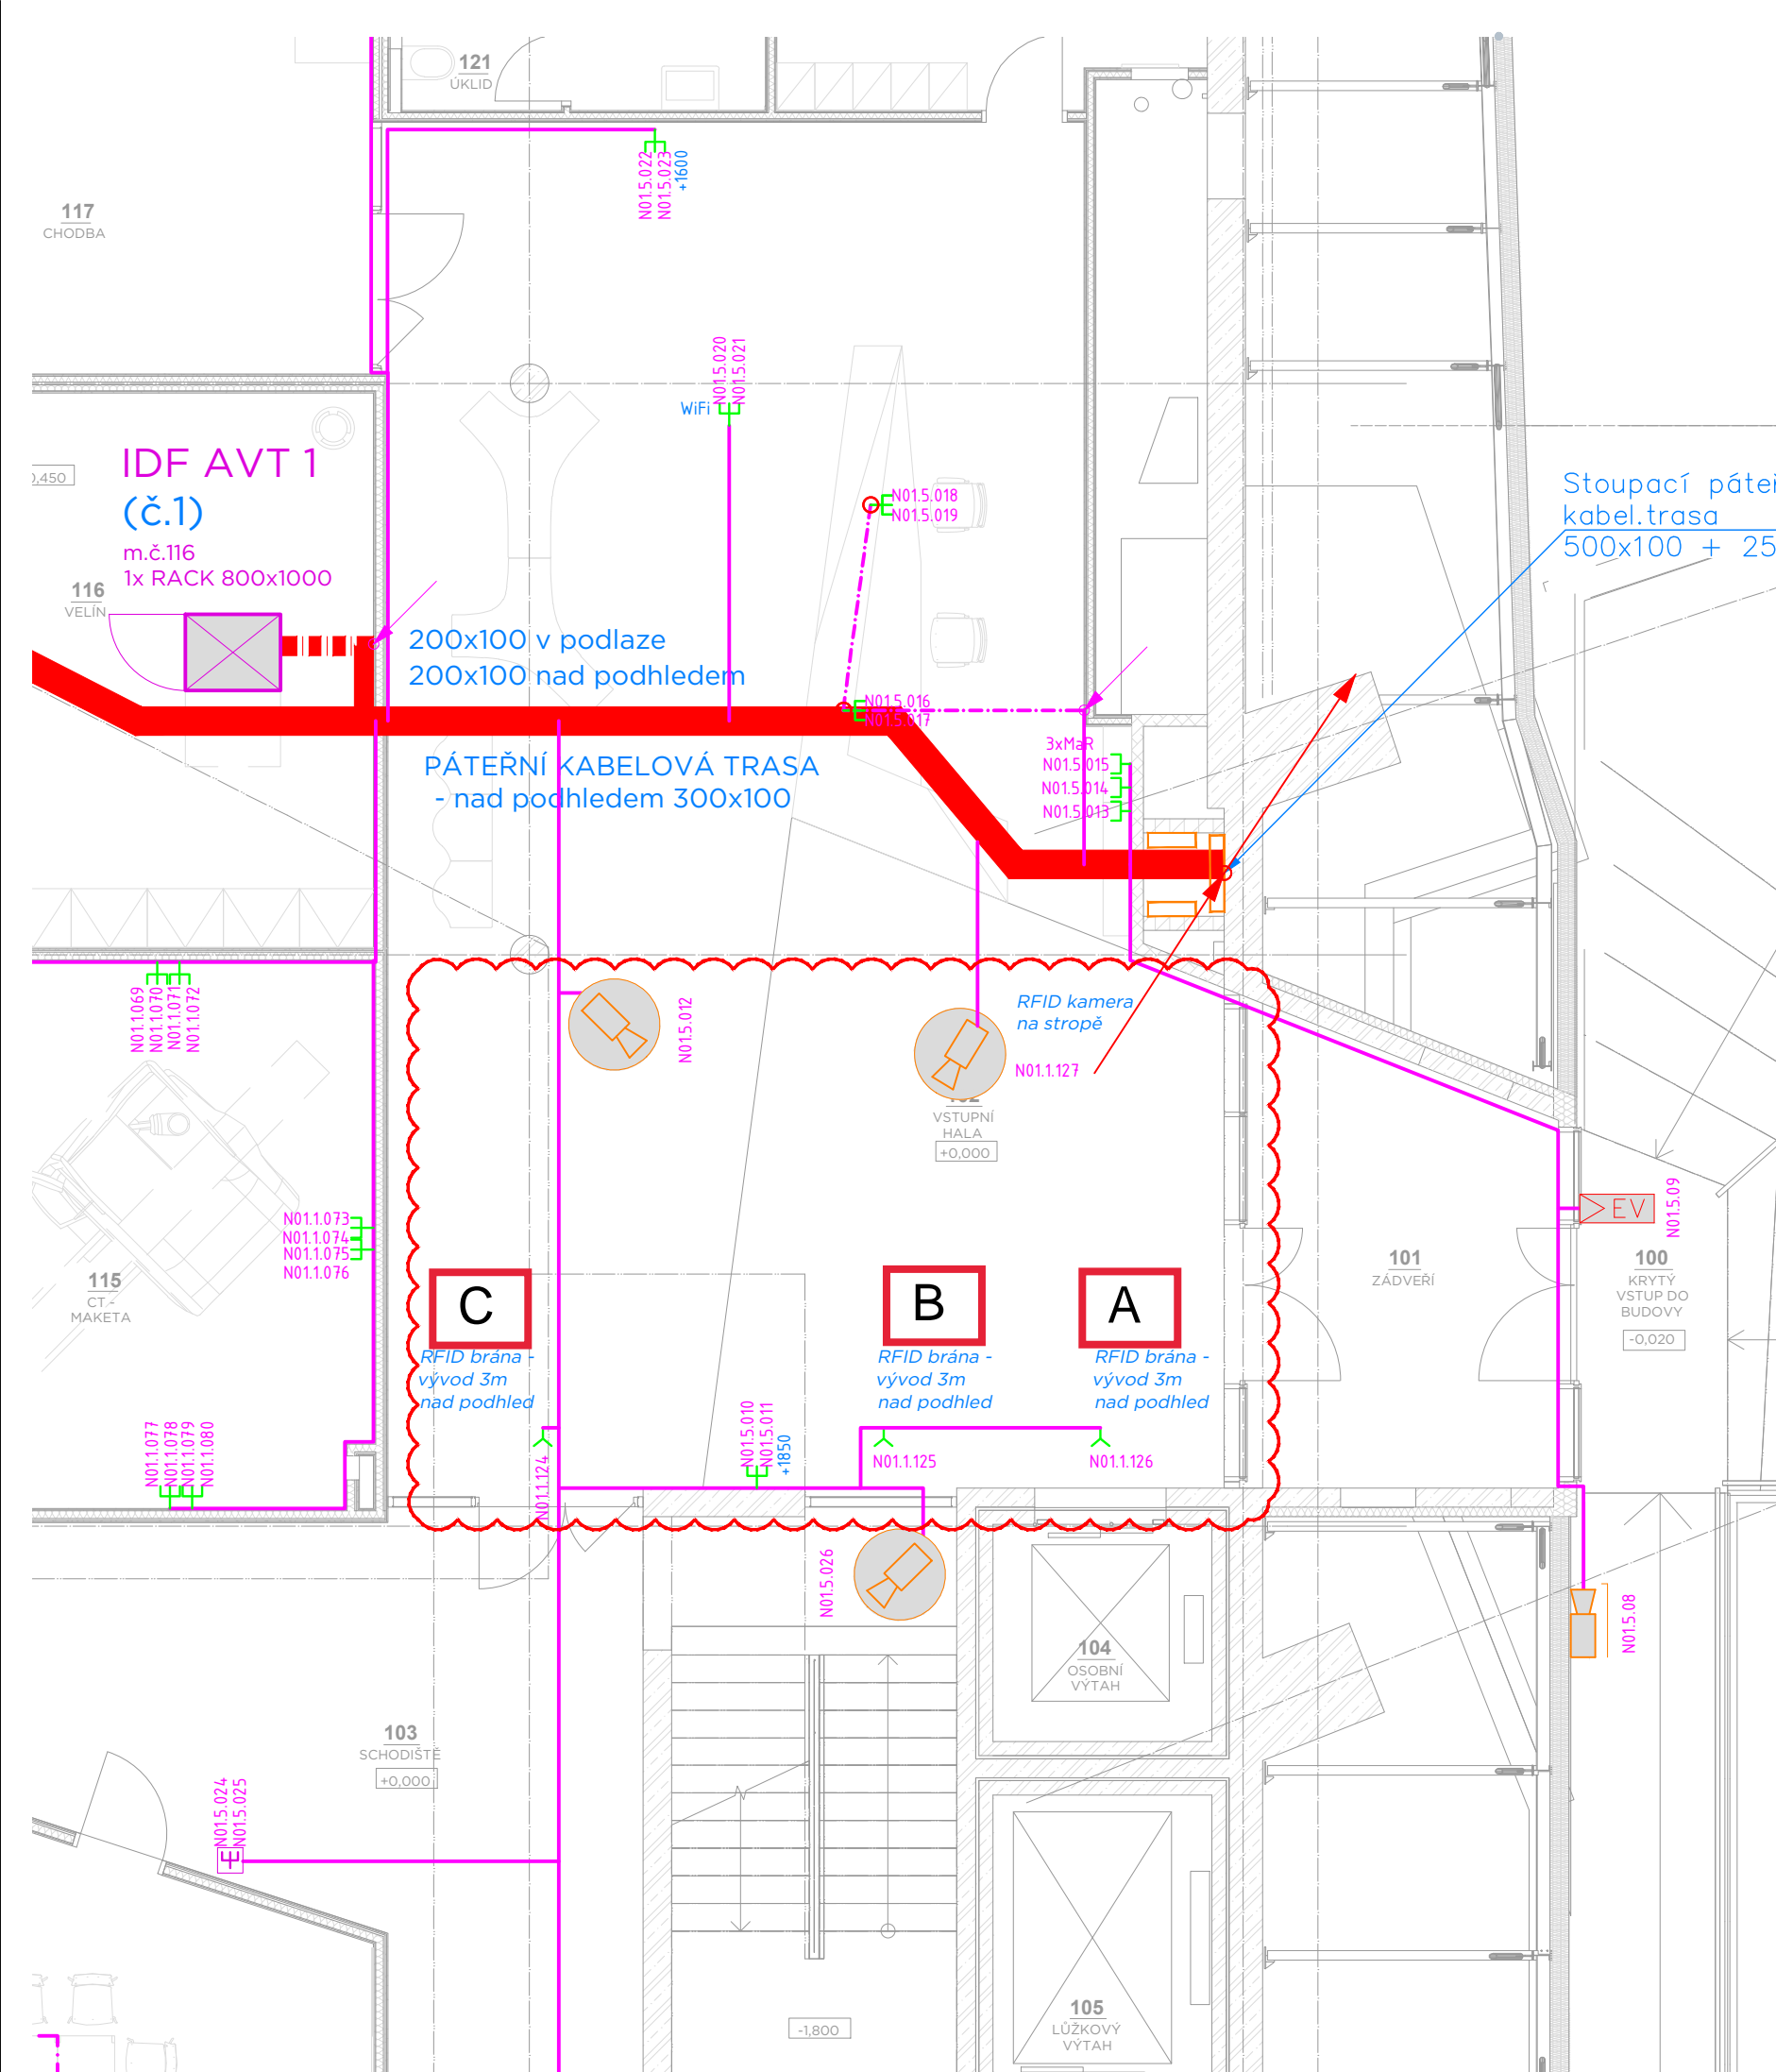 121
ÚKLID
N01.5.022
N01.5.023
+1600
117
CHODBA
N01.5.020
N01.5.021
WiFi
IDF AVT 1
(č.1)
m.č.116
1x RACK 800x1000
116
VELÍN
N01.5.018
N01.5.019
Stoupací
kabel.trasa
500x100 + 25
200x100 v podlaze
200x100 nad podhledem
N01.5.016
N01.5.017
PÁTEŘNÍ KABELOVÁ TRASA
- nad podhledem 300x100
3xMaR
N01.5.015
N01.5.014
N01.5.013
N01.1.069
N01.1.070
N01.1.071
N01.1.072
N01.5.012
RFID kamera
na stropě
N01.1.127
VSTUPNÍ
HALA
+0,000
N01.1.073
N01.1.074
N01.1.075
N01.1.076
115
CT -
MAKETA
EV
N01.5.09
101
ZÁDVEŘÍ
100
KRYTÝ
VSTUP DO
BUDOVY
-0,020
C
B
A
RFID brána -
vývod 3m
nad podhled
RFID brána -
vývod 3m
nad podhled
RFID brána -
vývod 3m
nad podhled
N01.1.077
N01.1.078
N01.1.079
N01.1.080
N01.1.124
N01.5.010
N01.5.011
+1850
N01.1.125
N01.1.126
N01.5.026
N01.5.08
104
OSOBNÍ
VÝTAH
103
SCHODIŠTĚ
+0,000
N01.5.024
N01.5.025
105
LŮŽKOVÝ
VÝTAH
-1,800